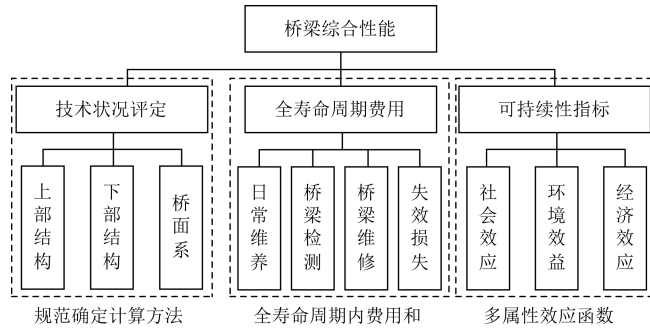 桥梁综合性能
技术状况评定
全寿命周期费用
可持续性指标
上部结构
下部结构
桥面系
日常维养
桥梁检测
桥梁维修
失效损失
社会效应
环境效益
经济效应
规范确定计算方法
全寿命周期内费用和
多属性效应函数